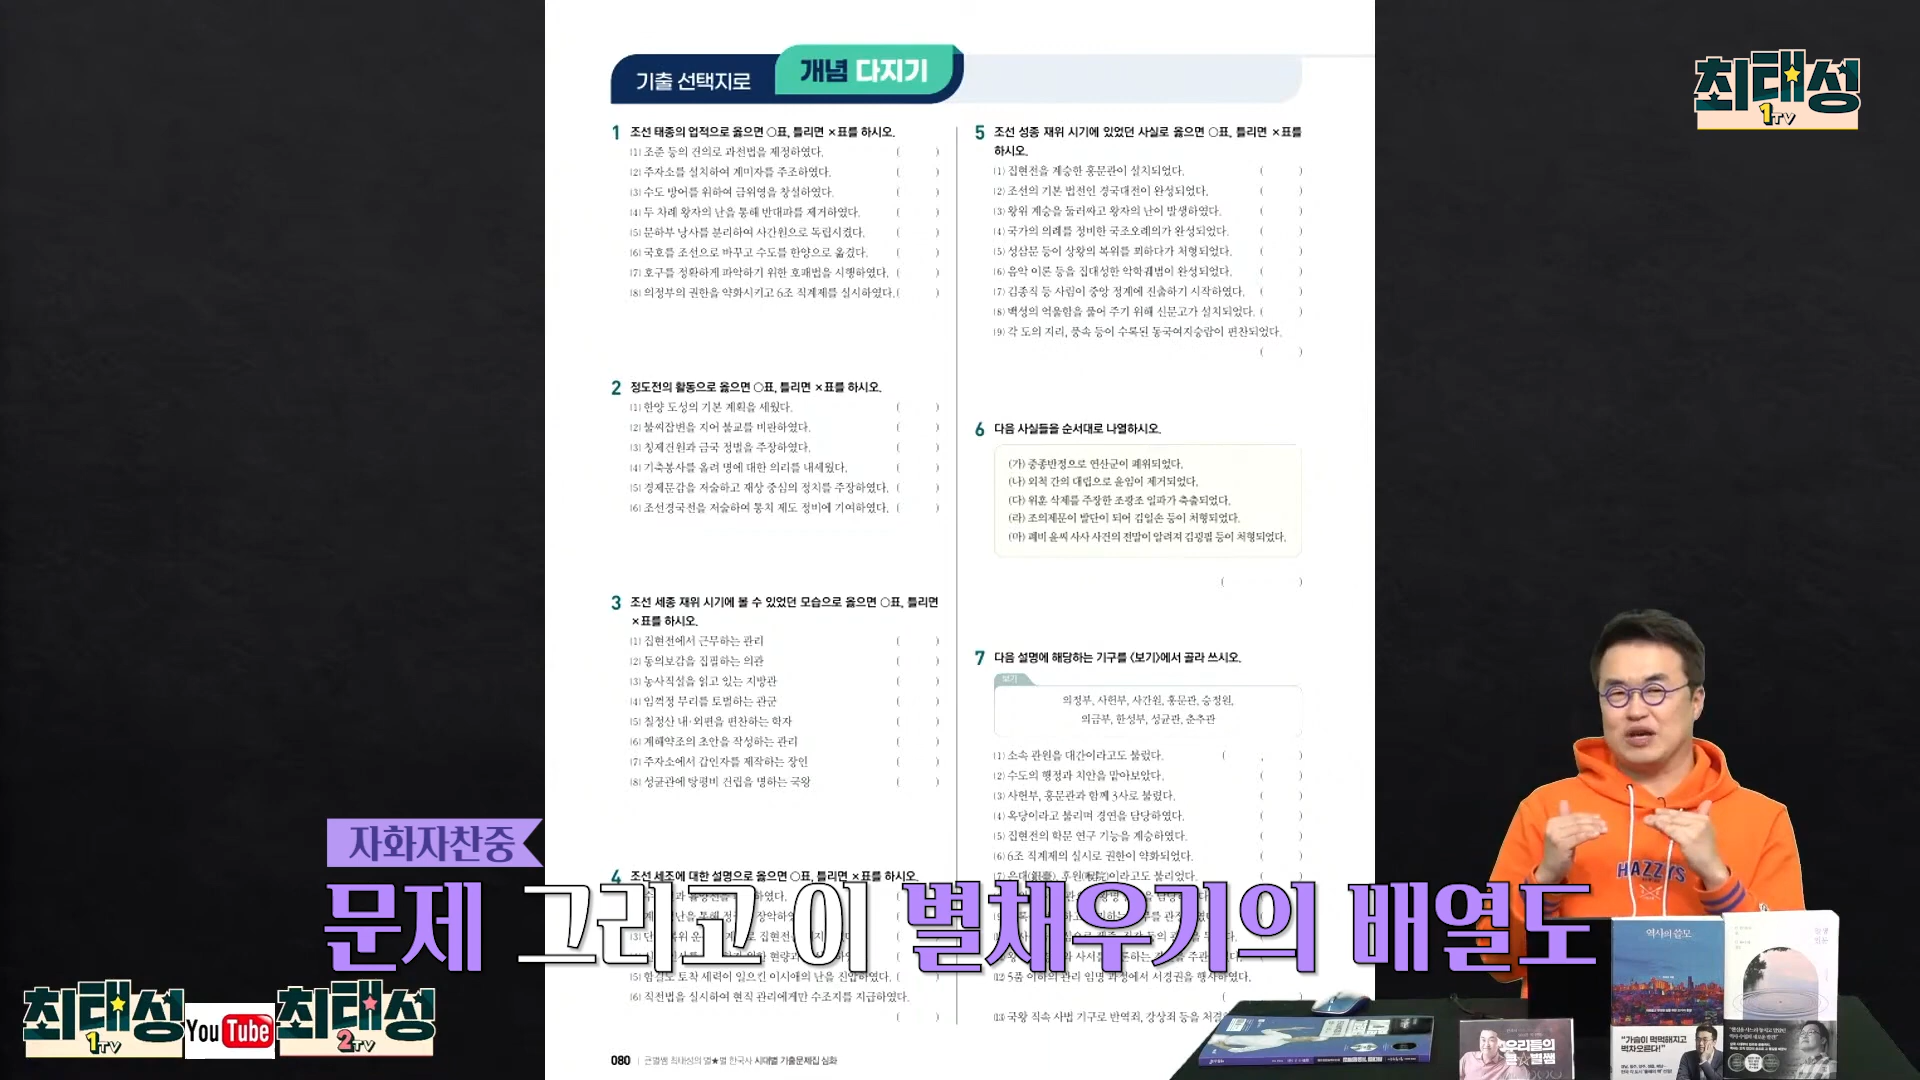 기출 선택지로 개념 다지기
1 조선 태종의 업적으로 옳으면 ○표, 틀리면 ×표를 하시오.
(1) 조준 등의 건의로 과전법을 제정하였다. ( )
(2) 주자소를 설치하여 계미자를 주조하였다. ( )
(3) 수도 방어를 위하여 금위영을 창설하였다. ( )
(4) 두 차례 왕자의 난을 통해 반대파를 제거하였다. ( )
(5) 문하부 낭사를 분리하여 사간원으로 독립시켰다. ( )
(6) 국호를 조선으로 바꾸고 수도를 한양으로 옮겼다. ( )
(7) 호구를 정확하게 파악하기 위한 호패법을 시행하였다. ( )
(8) 의정부의 권한을 약화시키고 6조 직계제를 실시하였다. ( )
2 정도전의 활동으로 옳으면 ○표, 틀리면 ×표를 하시오.
(1) 한양 도성의 기본 계획을 세웠다. ( )
(2) 불씨잡변을 지어 불교를 비판하였다. ( )
(3) 칭제건원과 금국 정벌을 주장하였다. ( )
(4) 기축봉사를 올려 명에 대한 의리를 내세웠다. ( )
(5) 경제문감을 저술하고 재상 중심의 정치를 주장하였다. ( )
(6) 조선경국전을 저술하여 통치 제도 정비에 기여하였다. ( )
3 조선 세종 재위 시기에 볼 수 있었던 모습으로 옳으면 ○표, 틀리면
×표를 하시오.
(1) 집현전에서 근무하는 관리 ( )
(2) 동의보감을 집필하는 의관 ( )
(3) 농사직설을 읽고 있는 지방관 ( )
(4) 임꺽정 무리를 토벌하는 관군 ( )
(5) 칠정산 내·외편을 편찬하는 학자 ( )
(6) 계해약조의 초안을 작성하는 관리 ( )
(7) 주자소에서 갑인자를 제작하는 장인 ( )
(8) 성균관에 탕평비 건립을 명하는 국왕 ( )
4 조선 세조에 대한 설명으로 옳으면 ○표, 틀리면 ×표를 하시오.
(5) 함길도 토착 세력이 일으킨 이시애의 난을 진압하였다. ( )
(6) 직전법을 실시하여 현직 관리에게만 수조지를 지급하였다.
( )
080 큰별쌤 최태성의 별★별 한국사 시대별 기출문제집 심화
5 조선 성종 재위 시기에 있었던 사실로 옳으면 ○표, 틀리면 ×표를
하시오.
(1) 집현전을 계승한 홍문관이 설치되었다. ( )
(2) 조선의 기본 법전인 경국대전이 완성되었다. ( )
(3) 왕위 계승을 둘러싸고 왕자의 난이 발생하였다. ( )
(4) 국가의 의례를 정비한 국조오례의가 완성되었다. ( )
(5) 성삼문 등이 상왕의 복위를 꾀하다가 처형되었다. ( )
(6) 음악 이론 등을 집대성한 악학궤범이 완성되었다. ( )
(7) 김종직 등 사림이 중앙 정계에 진출하기 시작하였다. ( )
(8) 백성의 억울함을 풀어 주기 위해 신문고가 설치되었다. ( )
(9) 각 도의 지리, 풍속 등이 수록된 동국여지승람이 편찬되었다.
( )
6 다음 사실들을 순서대로 나열하시오.
(가) 중종반정으로 연산군이 폐위되었다.
(나) 외척 간의 대립으로 윤임이 제거되었다.
(다) 위훈 삭제를 주장한 조광조 일파가 축출되었다.
(라) 조의제문이 발단이 되어 김일손 등이 처형되었다.
(마) 폐비 윤씨 사사 사건의 전말이 알려져 김굉필 등이 처형되었다.
( )
7 다음 설명에 해당하는 기구를 <보기>에서 골라 쓰시오.
보기
의정부, 사헌부, 사간원, 홍문관, 승정원,
의금부, 한성부, 성균관, 춘추관
(1) 소속 관원을 대간이라고도 불렀다. ( , )
(2) 수도의 행정과 치안을 맡아보았다. ( )
(3) 사헌부, 홍문관과 함께 3사로 불렸다. ( )
(4) 옥당이라고 불리며 경연을 담당하였다. ( )
(5) 집현전의 학문 연구 기능을 계승하였다. ( )
(6) 6조 직계제의 실시로 권한이 약화되었다. ( )
(7) 은대(銀臺), 후원(喉院)이라고도 불리었다. ( )
(12) 5품 이하의 관리 임명 과정에서 서경권을 행사하였다.
( )
(13) 국왕 직속 사법 기구로 반역죄, 강상죄 등을 처결
자화자찬중
문제 그리고 이 별채우기의 배열도
최태성
1TV
최태성
1TV
YouTube
최태성
2TV
HAZZYS
역사의 쓸모
"가슴이 먹먹해지고
벅차오른다!"
우리들의
큰☆별쌤